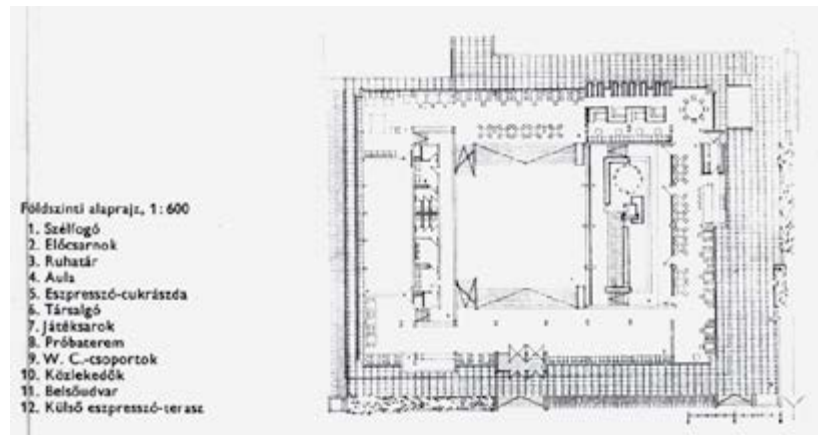 Földszinti alaprajz, 1:600
1. Szélfogó
2. Előcsarnok
3. Ruhatár
4. Aula
5. Eszpresszó-cukrászda
6. Társalgó
7. Játéksarok
8. Próbaterem
9. W. C.-csoportok
10. Közlekedők
11. Belsőudvar
12. Külső eszpresszó-terasz